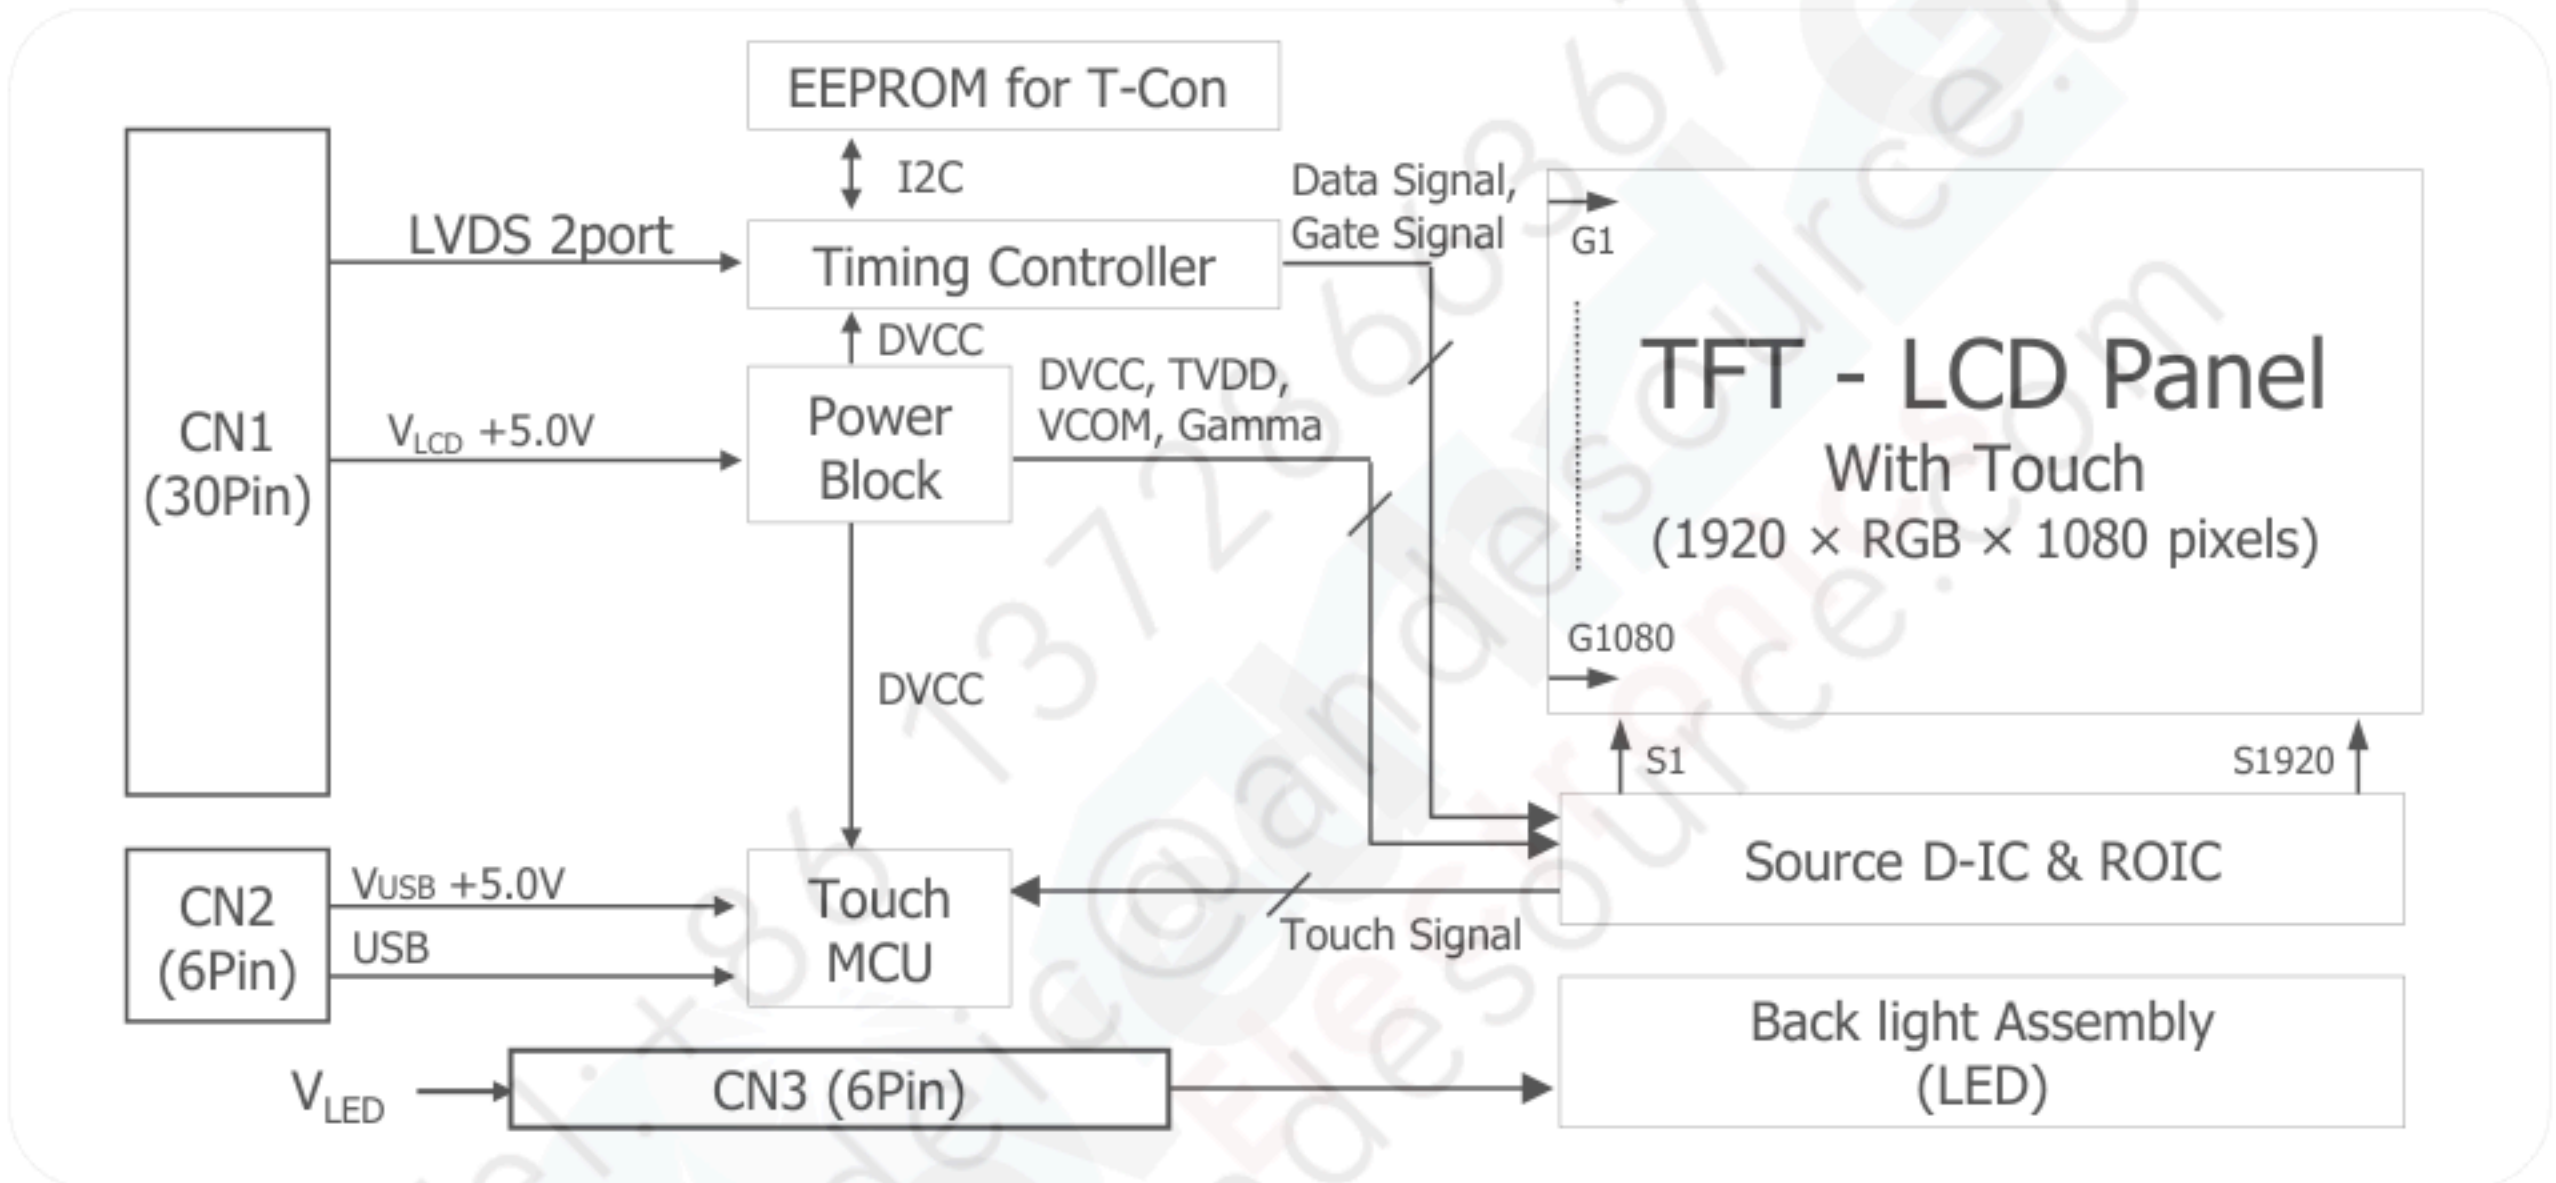 EEPROM for T-Con
I2C
LVDS 2port
Timing Controller
Data Signal,
Gate Signal
DVCC
CN1
(30Pin)
VLCD +5.0V
Power
Block
DVCC, TVDD,
VCOM, Gamma
G1
TFT - LCD Panel
With Touch
(1920 × RGB × 1080 pixels)
G1080
DVCC
S1
S1920
Source D-IC & ROIC
CN2
(6Pin)
VUSB +5.0V
USB
Touch
MCU
Touch Signal
Back light Assembly
(LED)
VLED
CN3 (6Pin)